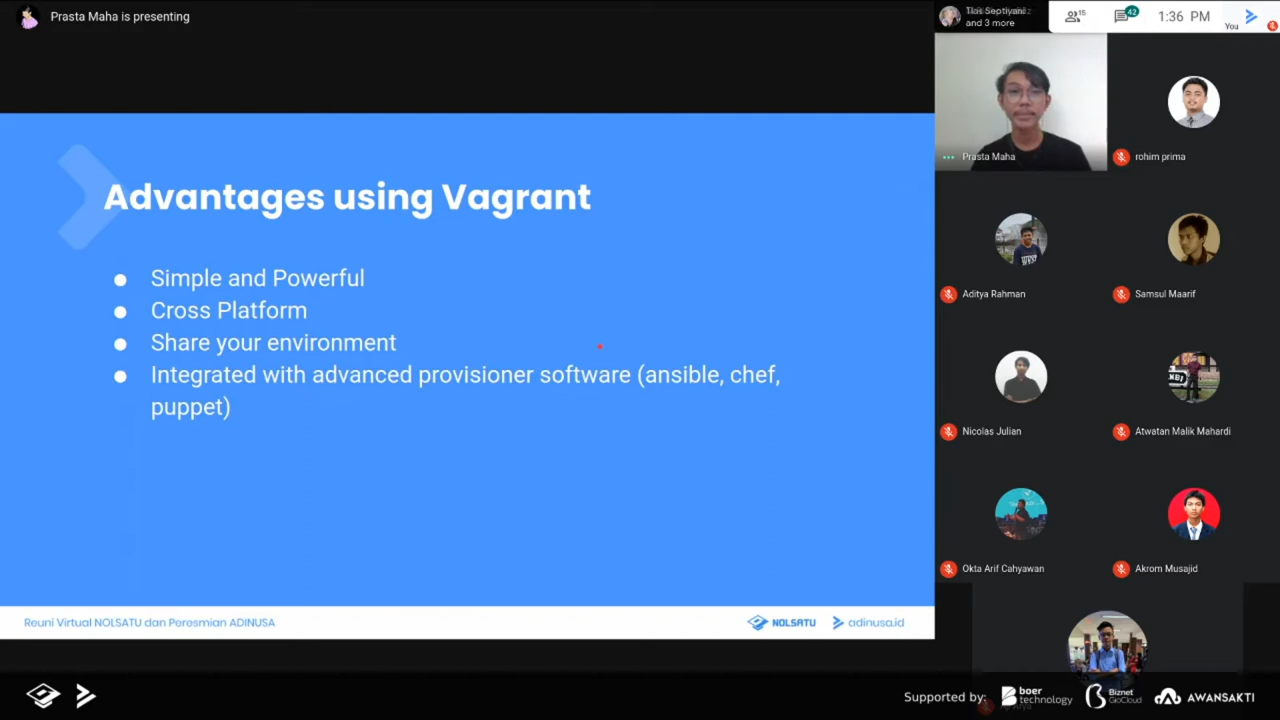 Prasta Maha is presenting
and 3 more
15
42
1:36 PM
You
Advantages using Vagrant
Simple and Powerful
Cross Platform
Share your environment
Integrated with advanced provisioner software (ansible, chef,
puppet)
Reuni Virtual NOLSATU dan Peresmian ADINUSA
NOLSATU
adinusa.id
Prasta Maha
rohim prima
Aditya Rahman
Samsul Maarif
Nicolas Julian
Atwatan Malik Mahardi
Okta Arif Cahyawan
Akrom Musajid
Supported by:
boer
technology
Biznet
GioCloud
AWANSAKTI